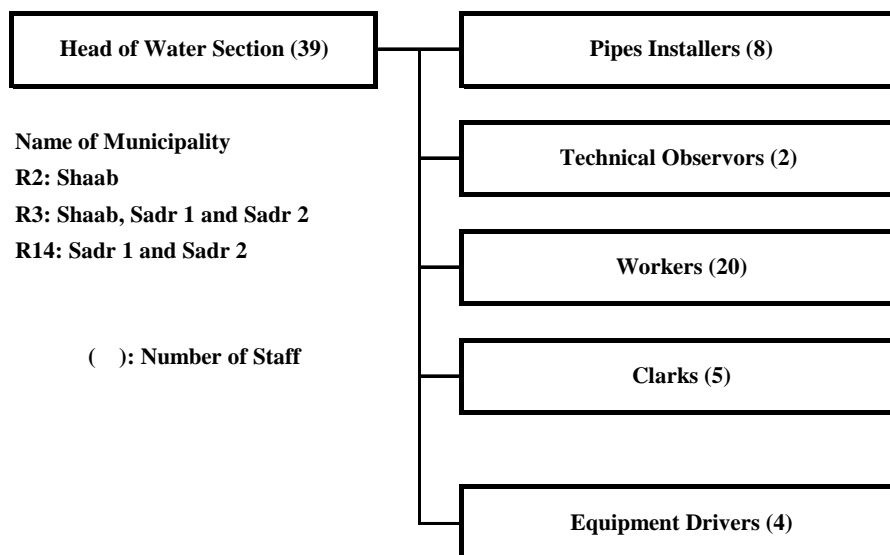 Head of Water Section (39)
Pipes Installers (8)
Name of Municipality
R2: Shaab
R3: Shaab, Sadr 1 and Sadr 2
R14: Sadr 1 and Sadr 2
(    ): Number of Staff
Technical Observors (2)
Workers (20)
Clarks (5)
Equipment Drivers (4)